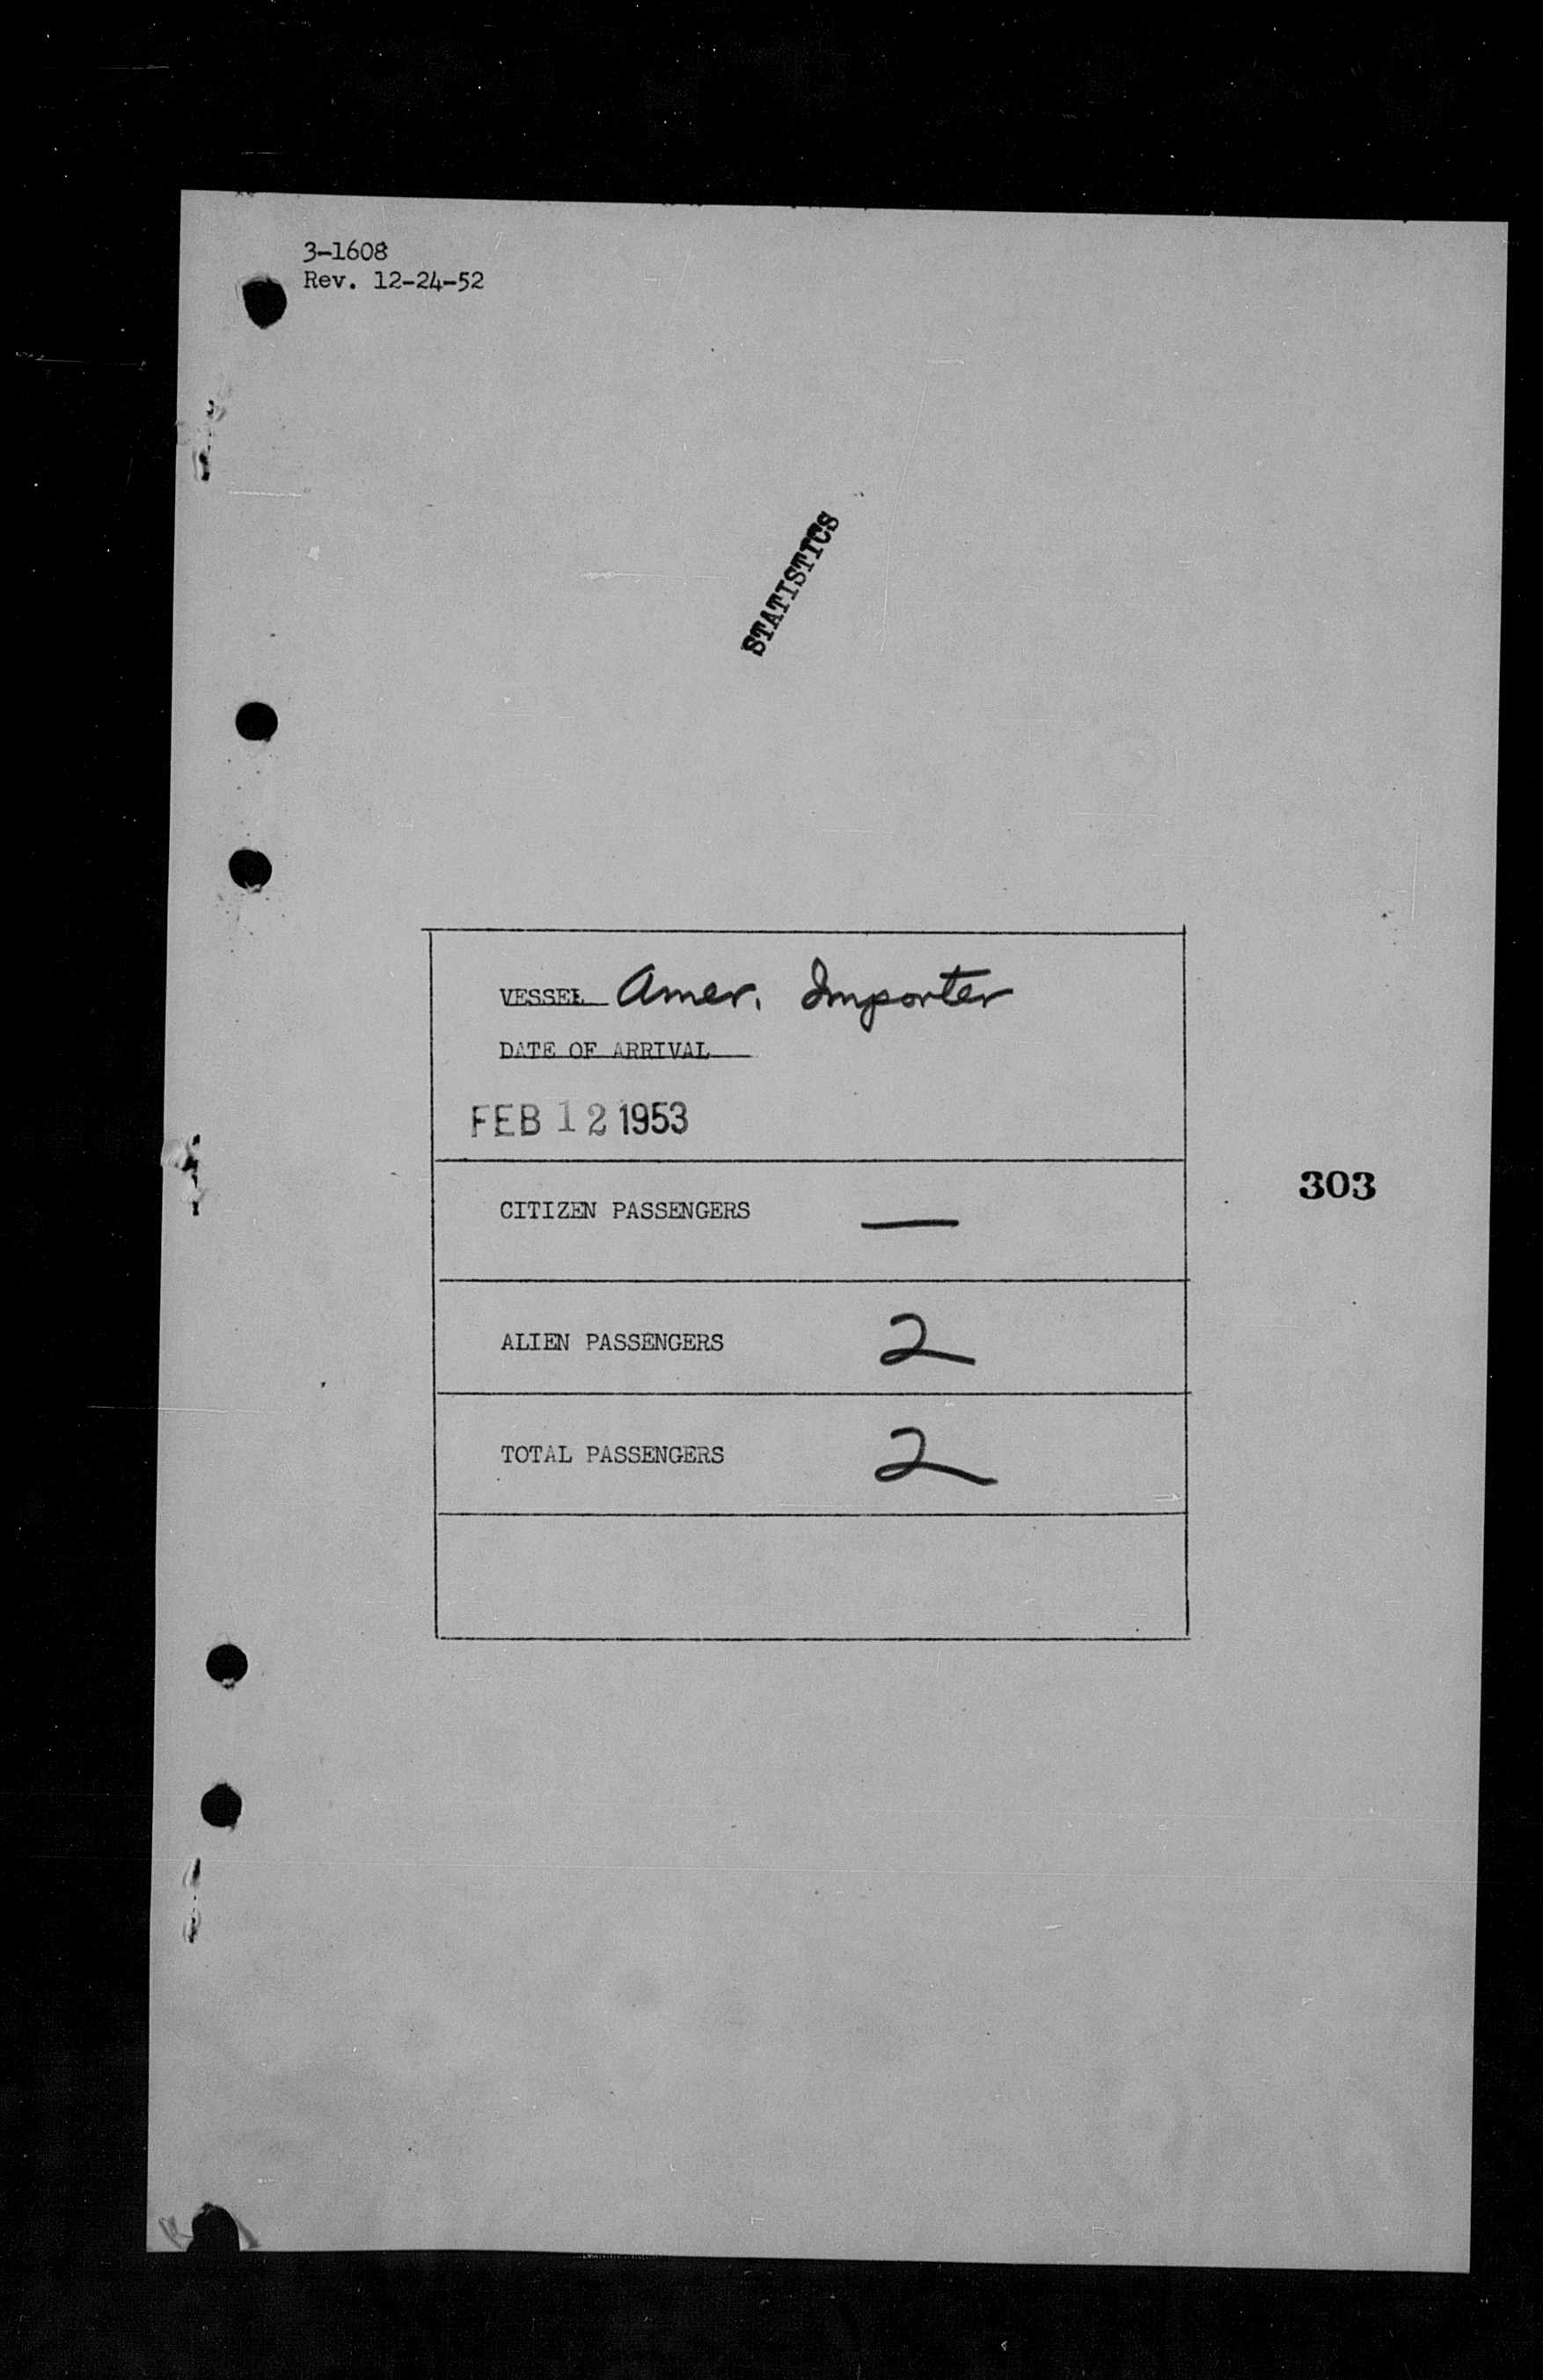 3-1608
Rev. 12-24-52
STATISTICS
VESSEL Amer. Importer
DATE OF ARRIVAL
FEB 12 1953
303
CITIZEN PASSENGERS —
ALIEN PASSENGERS 2
TOTAL PASSENGERS 2